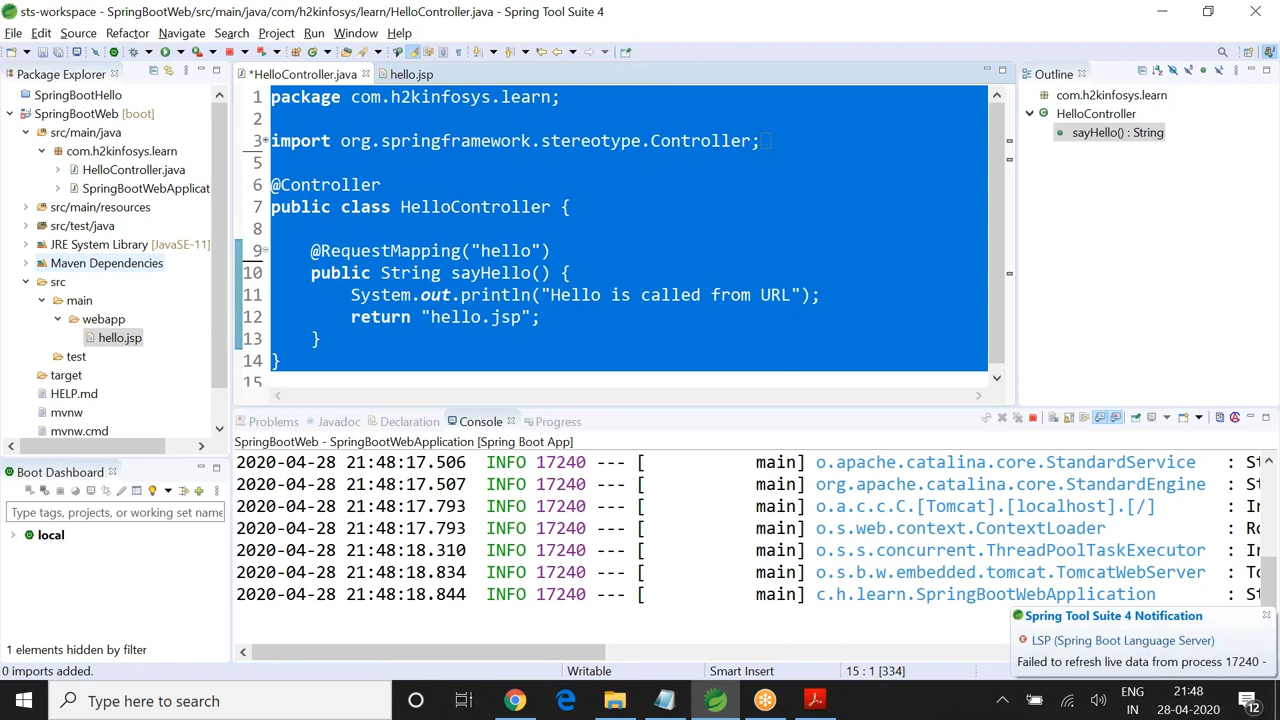 sts-workspace - SpringBootWeb/src/main/java/com/h2kinfosys/learn/HelloController.java - Spring Tool Suite 4
File Edit Source Refactor Navigate Search Project Run Window Help
Package Explorer
SpringBootHello
SpringBootWeb [boot]
src/main/java
com.h2kinfosys.learn
HelloController.java
SpringBootWebApplicat
src/main/resources
src/test/java
JRE System Library [JavaSE-11]
Maven Dependencies
src
main
webapp
hello.jsp
test
target
HELP.md
mvnw
mvnw.cmd
*HelloController.java hello.jsp
1 package com.h2kinfosys.learn;
2
3 import org.springframework.stereotype.Controller;
5
6 @Controller
7 public class HelloController {
8
9 @RequestMapping("hello")
10 public String sayHello() {
11 System.out.println("Hello is called from URL");
12 return "hello.jsp";
13 }
14 }
15
Outline
com.h2kinfosys.learn
HelloController
sayHello() : String
Boot Dashboard
Type tags, projects, or working set name
local
1 elements hidden by filter
Problems Javadoc Declaration Console Progress
SpringBootWeb - SpringBootWebApplication [Spring Boot App]
2020-04-28 21:48:17.506 INFO 17240 --- [ main] o.apache.catalina.core.StandardService : St
2020-04-28 21:48:17.507 INFO 17240 --- [ main] org.apache.catalina.core.StandardEngine : St
2020-04-28 21:48:17.793 INFO 17240 --- [ main] o.a.c.c.C.[Tomcat].[localhost].[/] : In
2020-04-28 21:48:17.793 INFO 17240 --- [ main] o.s.web.context.ContextLoader : Ro
2020-04-28 21:48:18.310 INFO 17240 --- [ main] o.s.s.concurrent.ThreadPoolTaskExecutor : In
2020-04-28 21:48:18.834 INFO 17240 --- [ main] o.s.b.w.embedded.tomcat.TomcatWebServer : To
2020-04-28 21:48:18.844 INFO 17240 --- [ main] c.h.learn.SpringBootWebApplication : St
Spring Tool Suite 4 Notification
LSP (Spring Boot Language Server)
Failed to refresh live data from process 17240 -
0 imports added. Writable Smart Insert 15 : 1 [334]
Type here to search
ENG
IN
21:48
28-04-2020
12